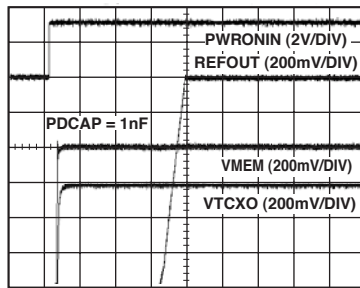 PWRONIN (2V/DIV)
REFOUT (200mV/DIV)
PDCAP = 1nF
VMEM (200mV/DIV)
VTCXO (200mV/DIV)